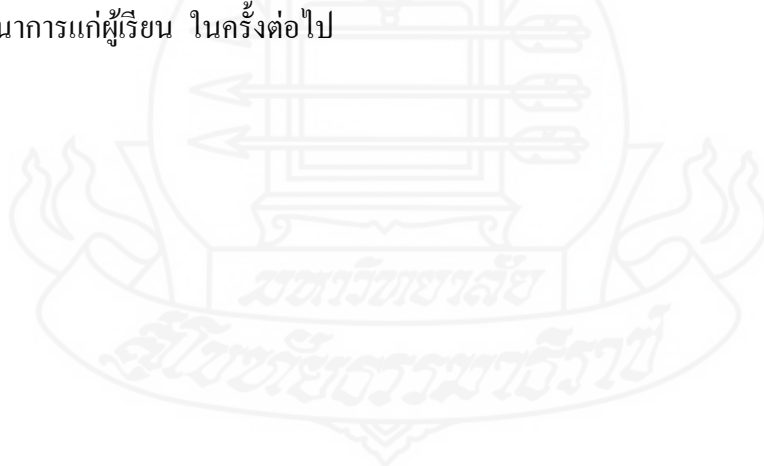 นาการแก่ผู้เรียน ในครั้งต่อไป
มหาวิทยาลัย
สุโขทัยธรรมาธิราช